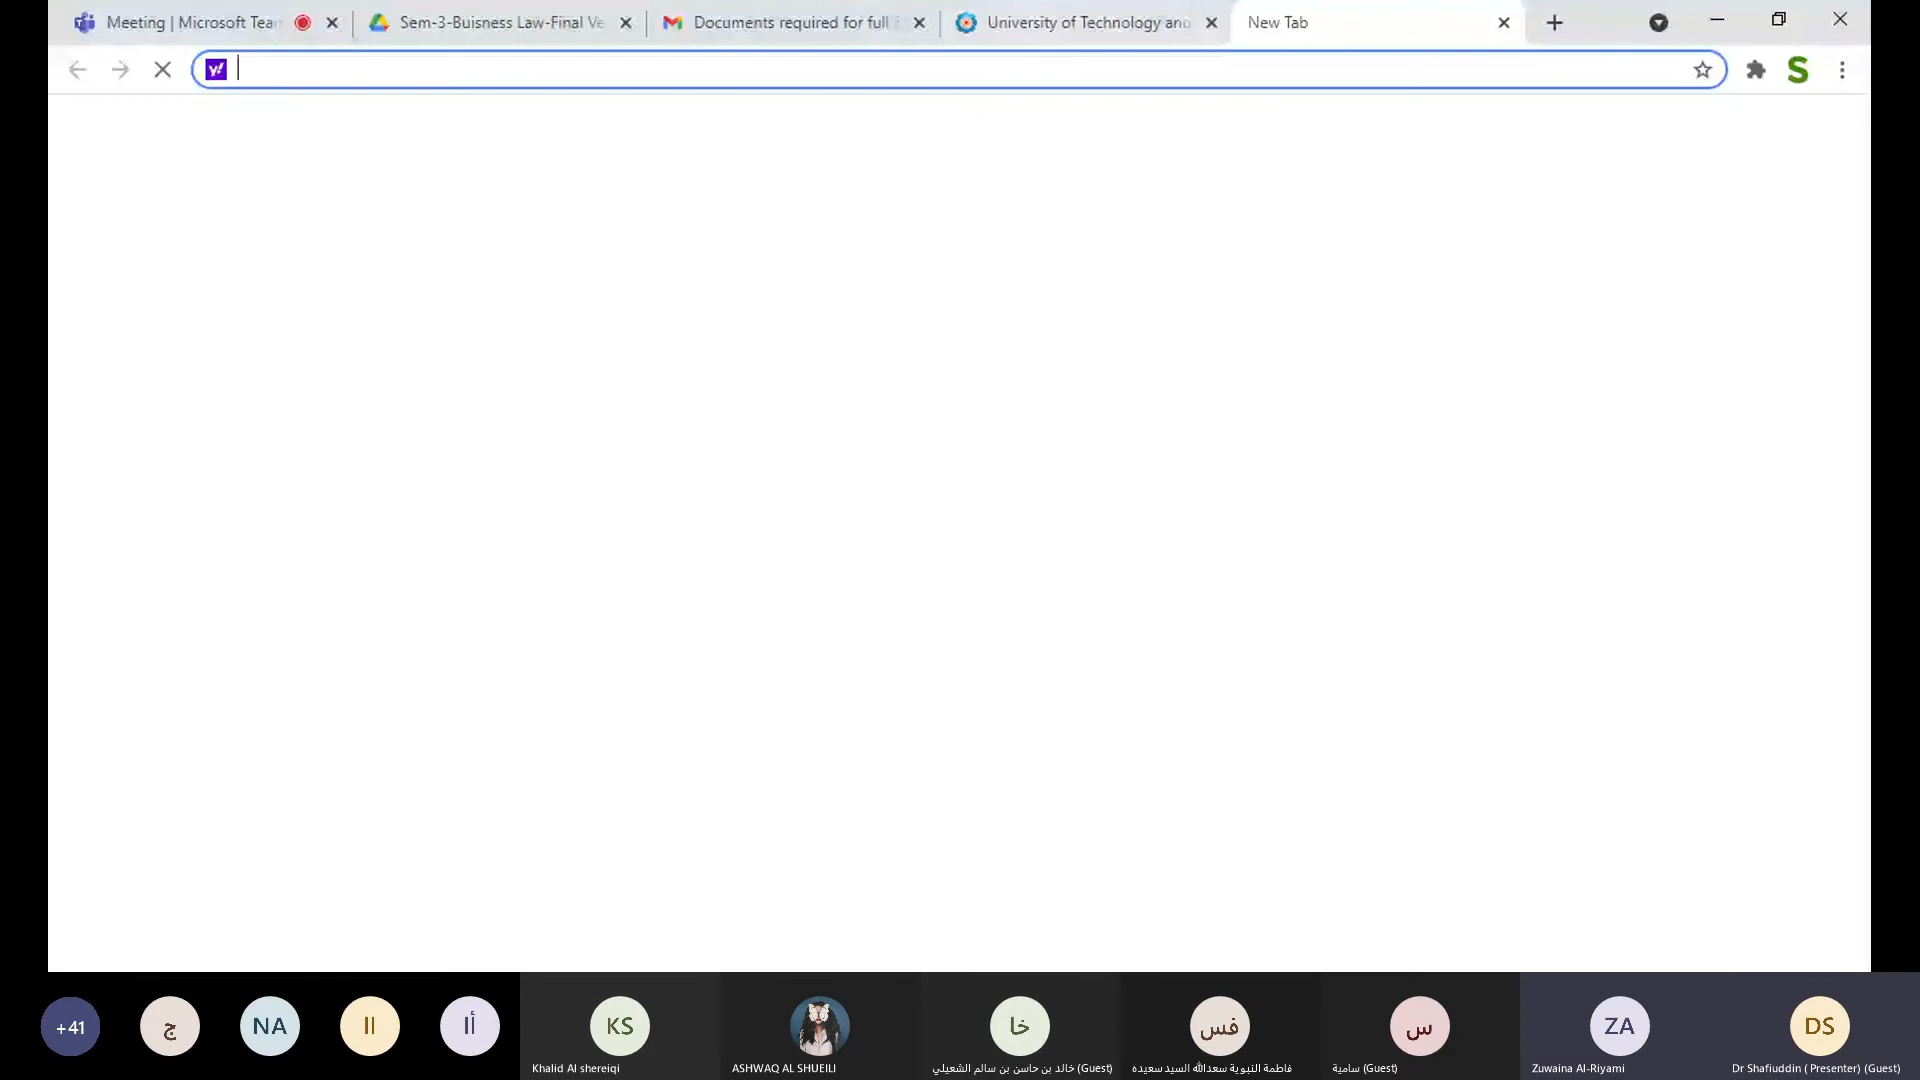 Meeting | Microsoft Tea
Sem-3-Buisness Law-Final Ve
Documents required for full
University of Technology and
New Tab
y!
S
+41
ج
NA
اا
أا
KS
خا
فس
س
ZA
DS
Khalid Al shereiqi
ASHWAQ AL SHUEILI
خالد بن حاسن بن سالم الشعيلي (Guest)
فاطمة النبوية سعدالله السيد سعيده
سامية (Guest)
Zuwaina Al-Riyami
Dr Shafiuddin ( Presenter) (Guest)